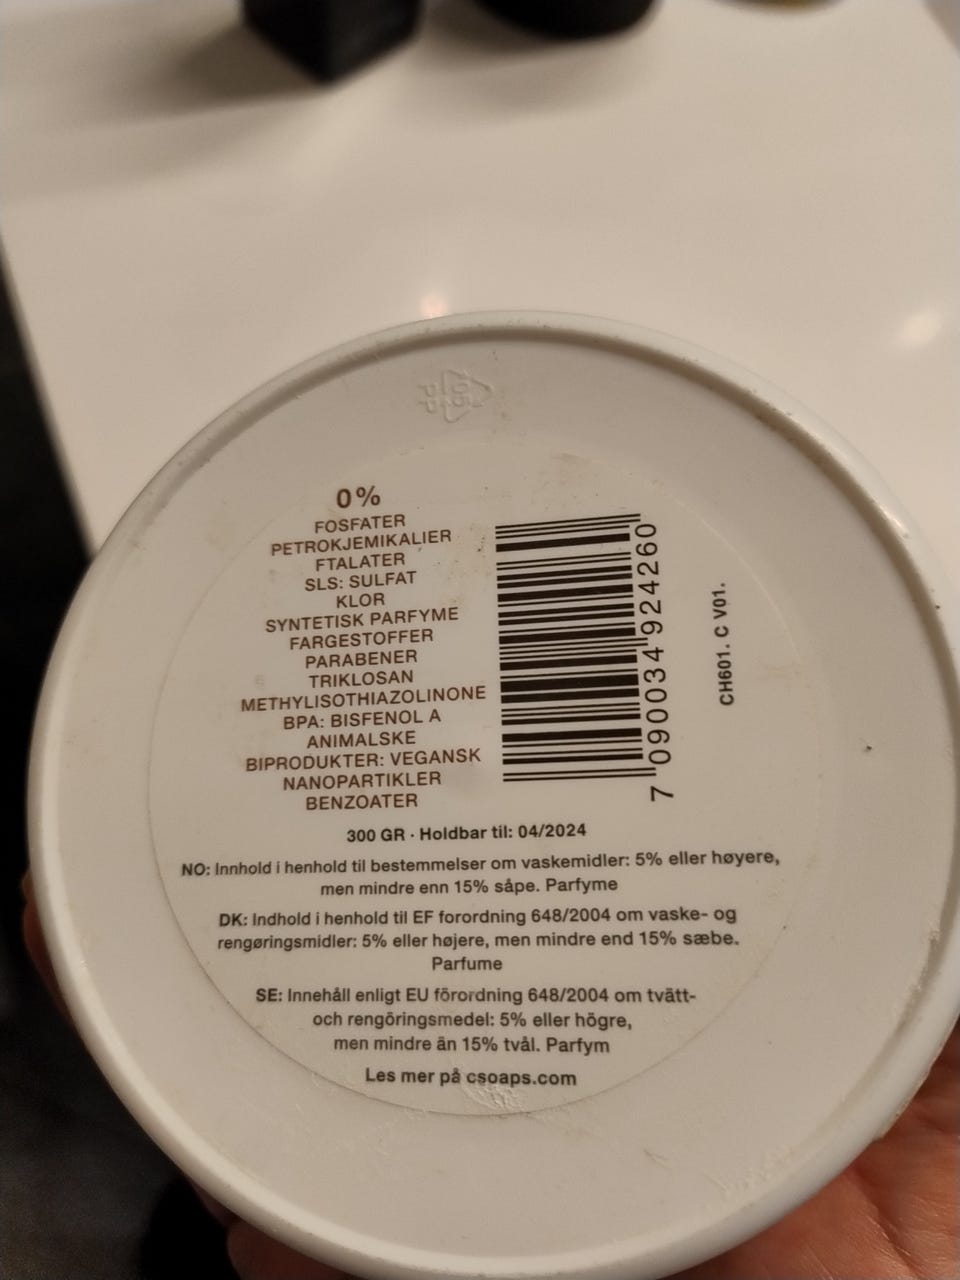 05
PP
0%
FOSFATER
PETROKJEMIKALIER
FTALATER
SLS: SULFAT
KLOR
SYNTETISK PARFYME
FARGESTOFFER
PARABENER
TRIKLOSAN
METHYLISOTHIAZOLINONE
BPA: BISFENOL A
ANIMALSKE
BIPRODUKTER: VEGANSK
NANOPARTIKLER
BENZOATER
7 090034 924260
CH601. C V01.
300 GR · Holdbar til: 04/2024
NO: Innhold i henhold til bestemmelser om vaskemidler: 5% eller høyere,
men mindre enn 15% såpe. Parfyme
DK: Indhold i henhold til EF forordning 648/2004 om vaske- og
rengøringsmidler: 5% eller højere, men mindre end 15% sæbe.
Parfume
SE: Innehåll enligt EU förordning 648/2004 om tvätt-
och rengöringsmedel: 5% eller högre,
men mindre än 15% tvål. Parfym
Les mer på csoaps.com